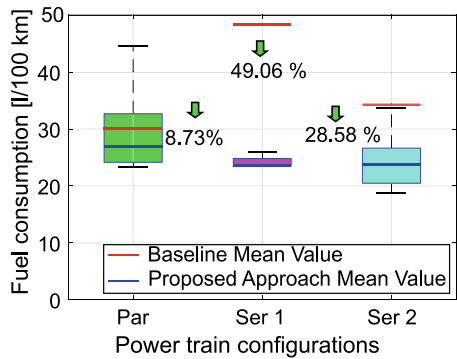 Fuel consumption [l/100 km]
50
40
30
20
10
0
49.06 %
8.73%
28.58 %
Baseline Mean Value
Proposed Approach Mean Value
Par
Ser 1
Ser 2
Power train configurations